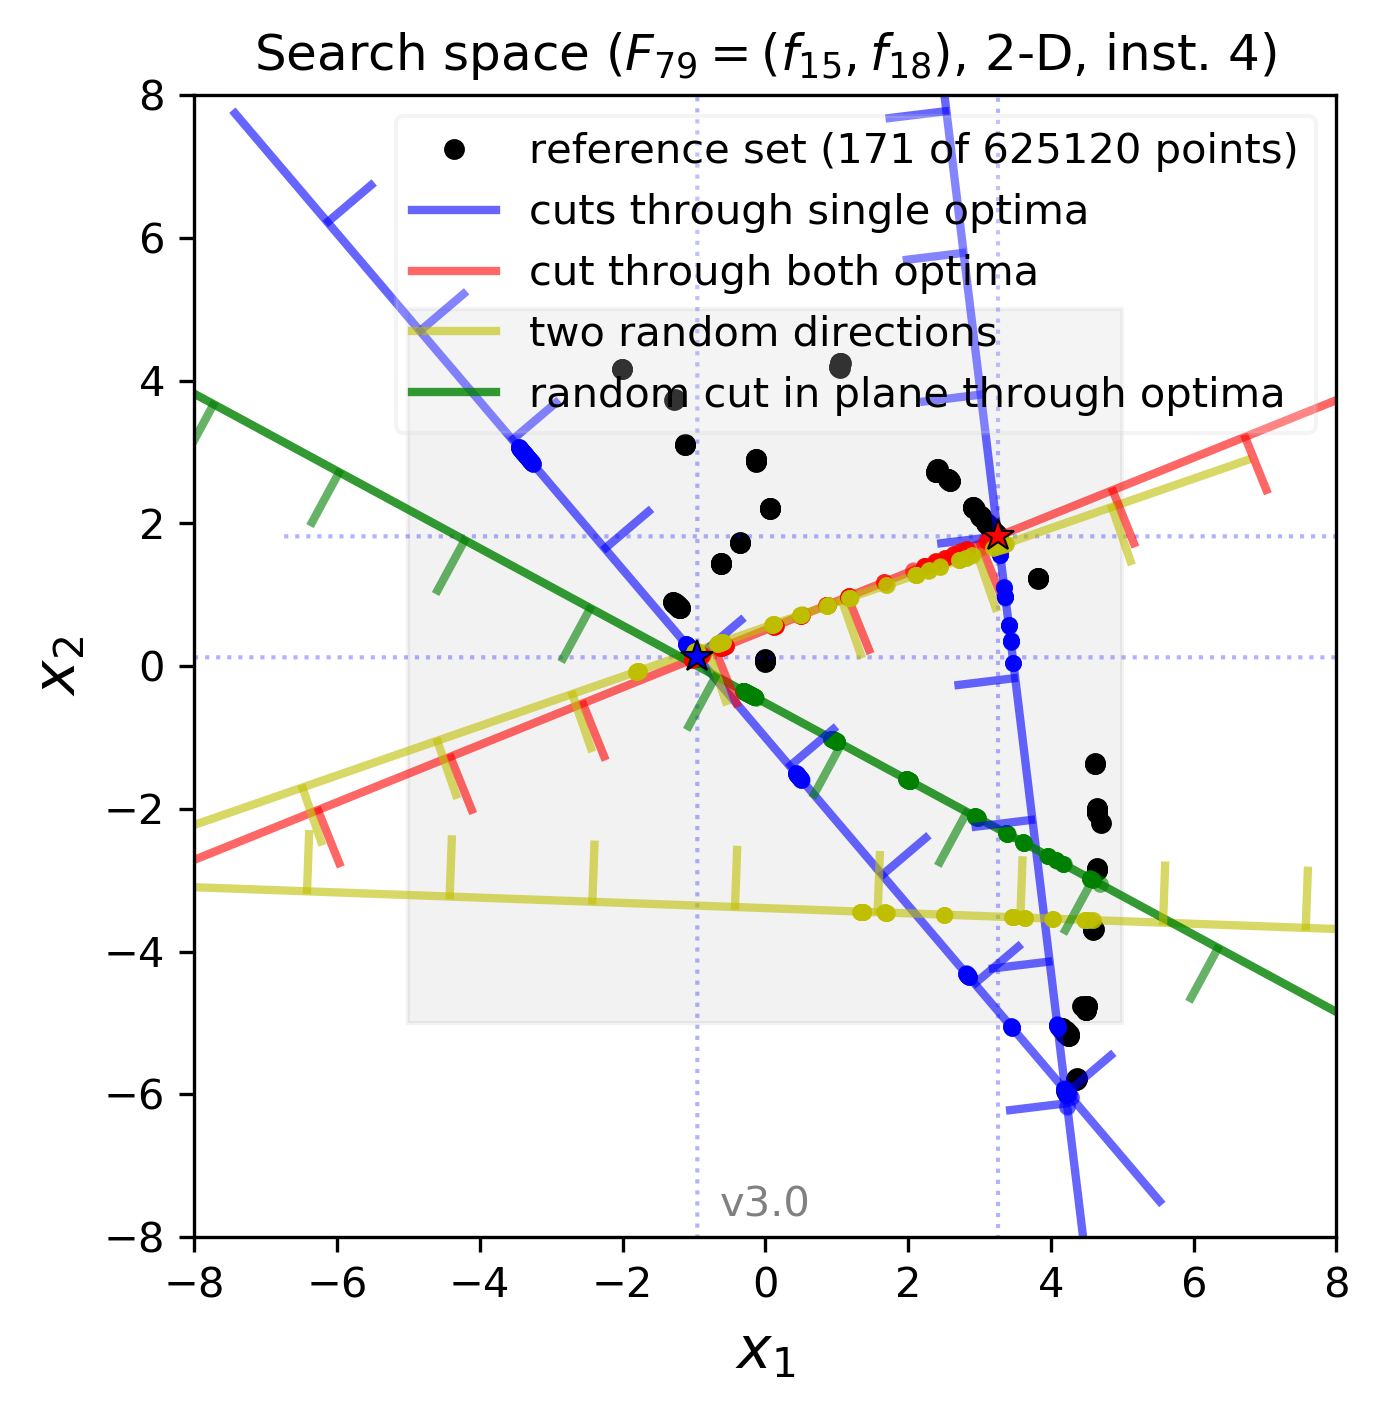 Search space (F₇₉ = (f₁₅, f₁₈), 2-D, inst. 4)
reference set (171 of 625120 points)
cuts through single optima
cut through both optima
two random directions
random cut in plane through optima
8
6
4
2
0
−2
−4
−6
−8
x₂
v3.0
−8 −6 −4 −2 0 2 4 6 8
x₁